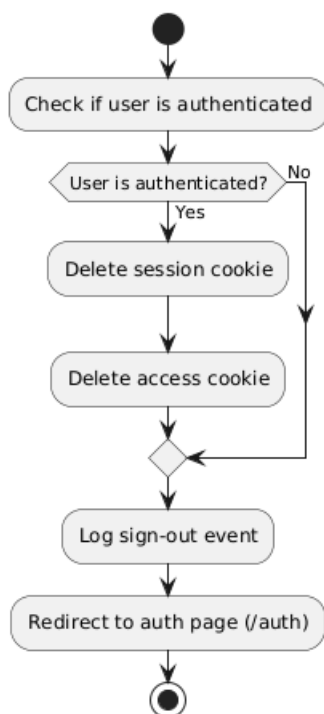 Check if user is authenticated
User is authenticated?
No
Yes
Delete session cookie
Delete access cookie
Log sign-out event
Redirect to auth page (/auth)